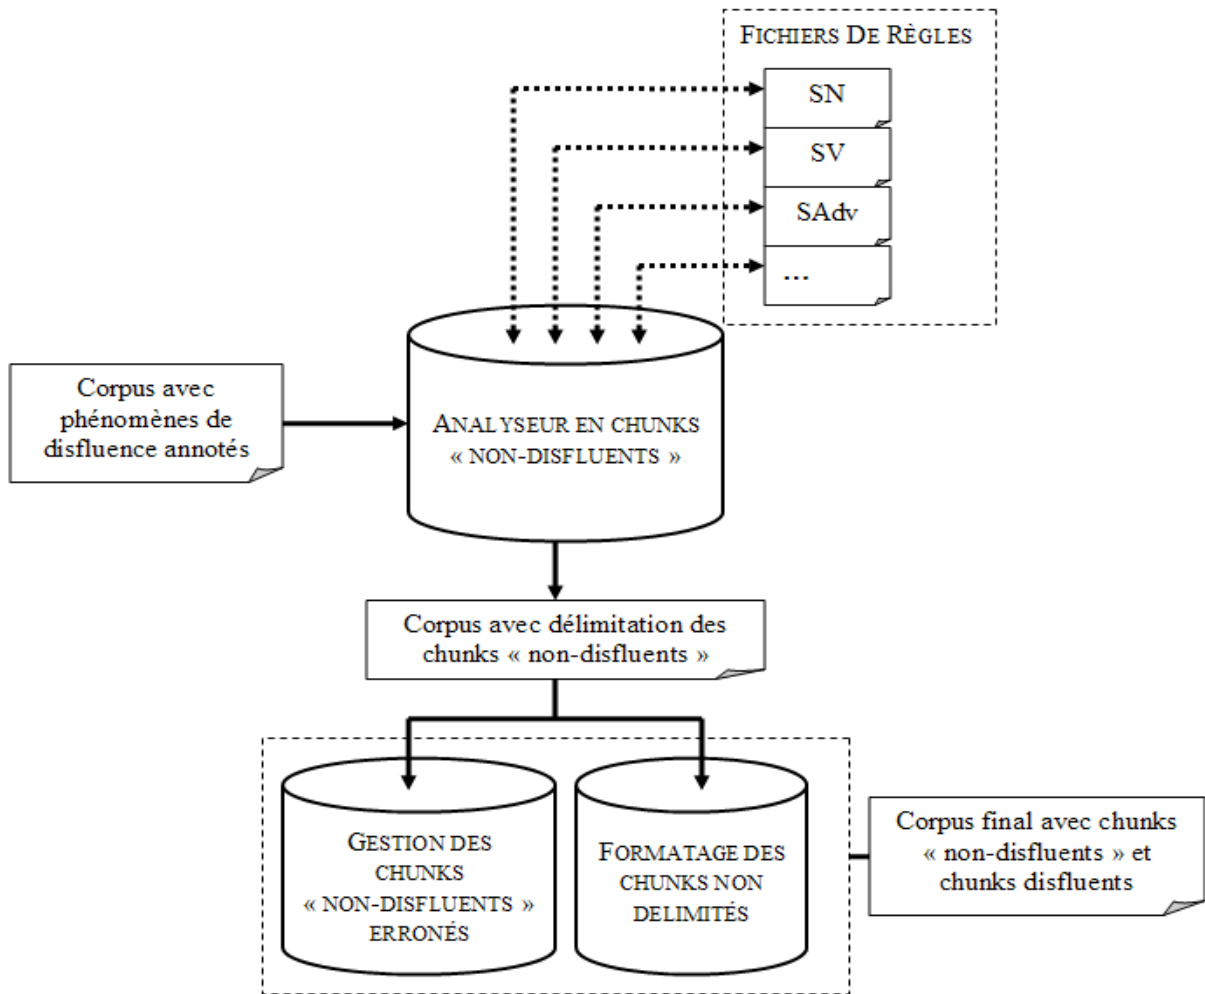 FICHIERS DE RÈGLES
SN
SV
SAdv
...
Corpus avec
phénomènes de
disfluence annotés
ANALYSEUR EN CHUNKS
« NON-DISFLUENTS »
Corpus avec délimitation des
chunks « non-disfluents »
GESTION DES
CHUNKS
« NON-DISFLUENTS »
ERRONÉS
FORMATAGE DES
CHUNKS NON
DELIMITÉS
Corpus final avec chunks
« non-disfluents » et
chunks disfluents